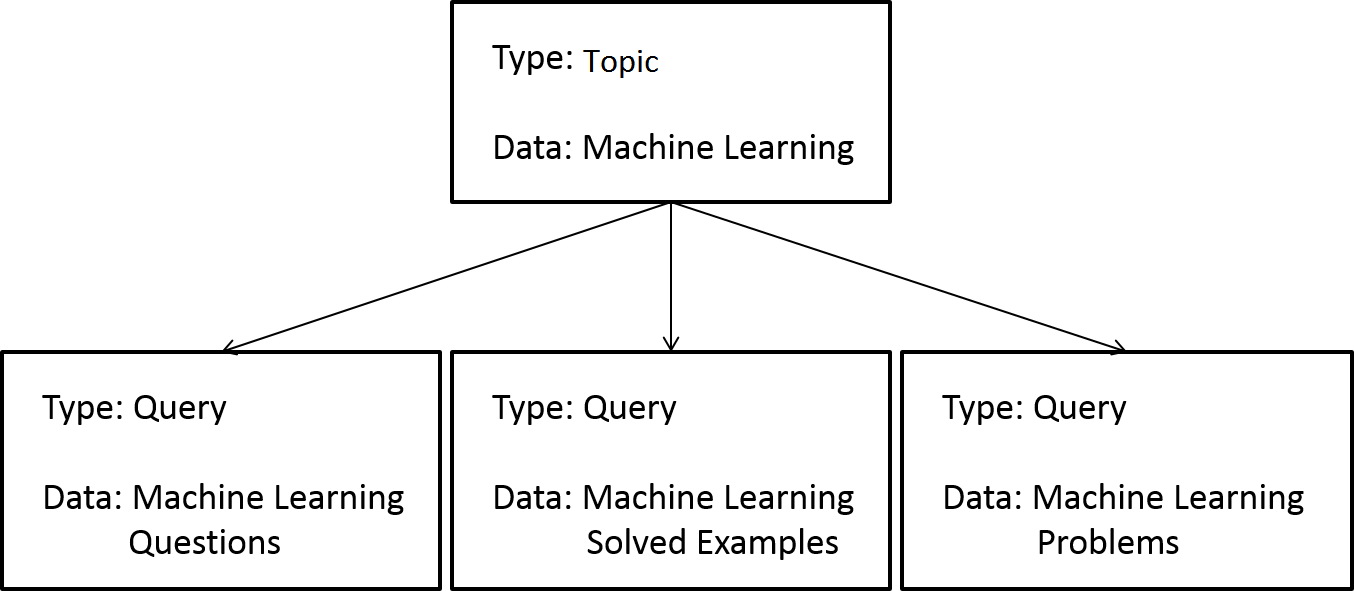 Type: Topic
Data: Machine Learning
Type: Query
Data: Machine Learning
Questions
Type: Query
Data: Machine Learning
Solved Examples
Type: Query
Data: Machine Learning
Problems